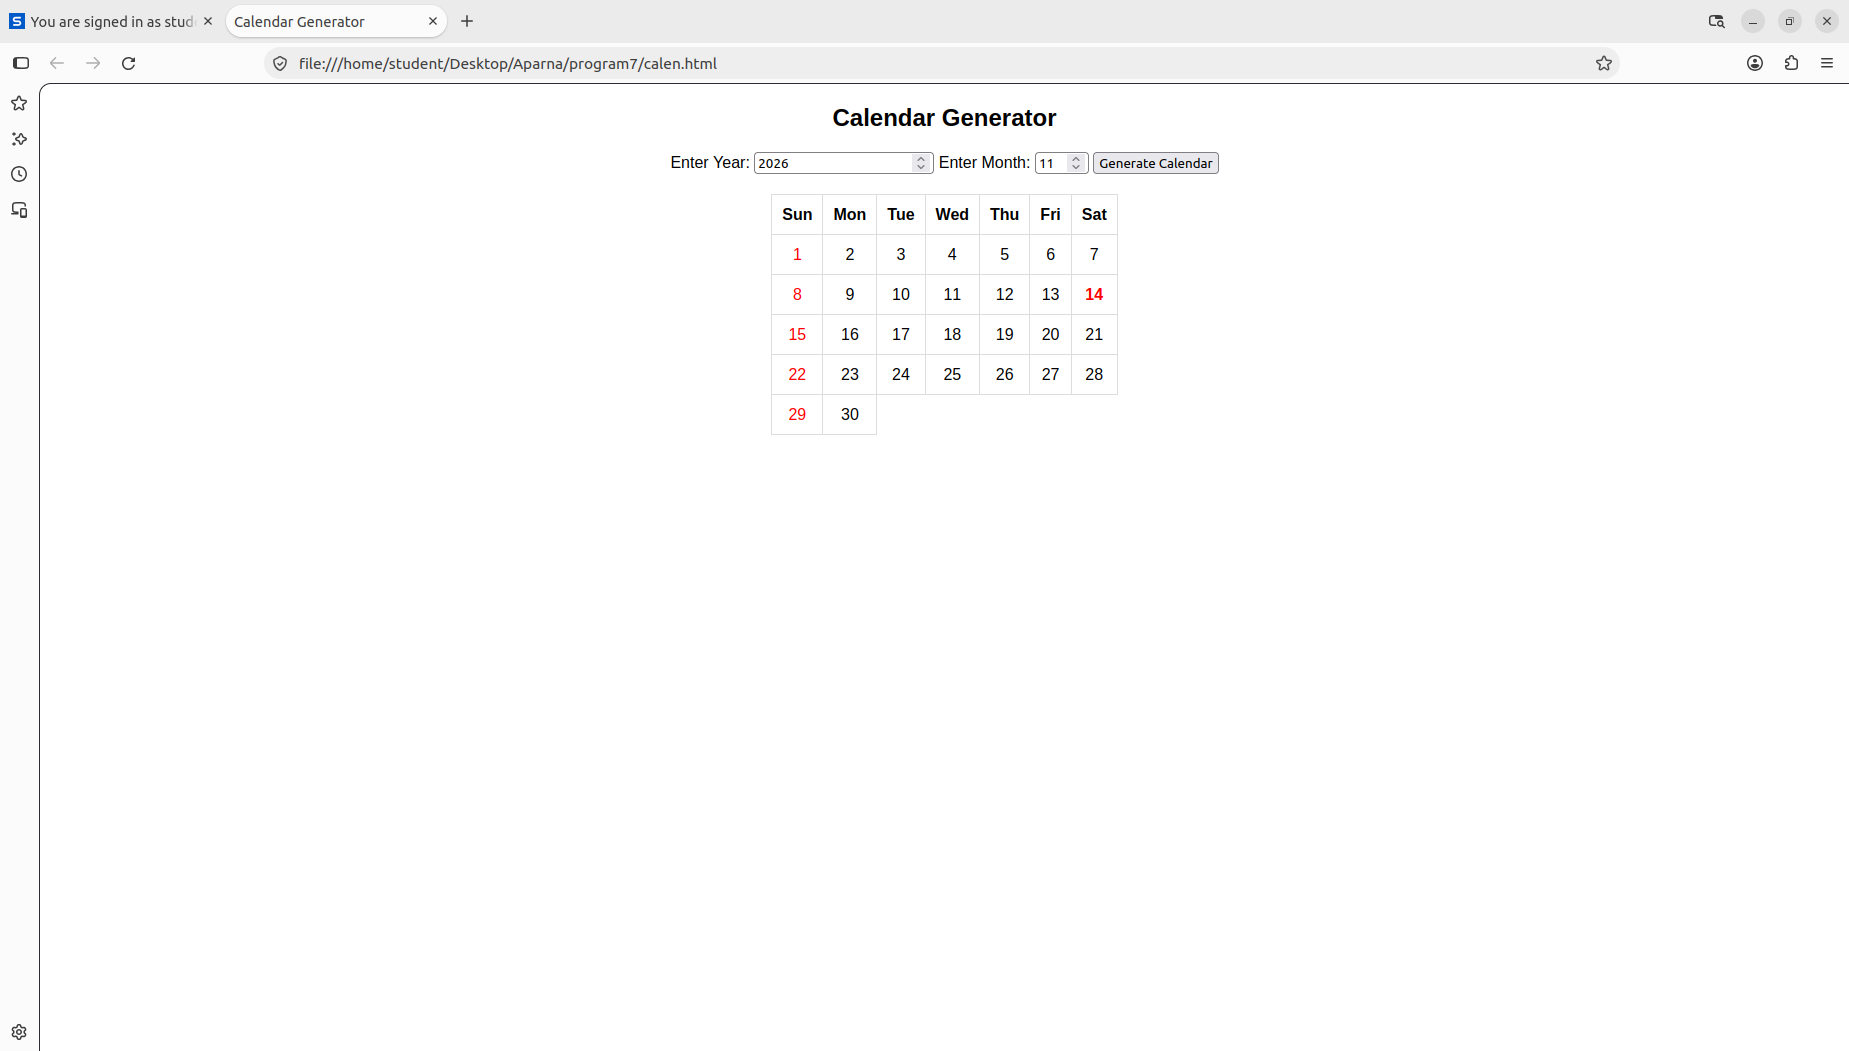 You are signed in as stud
Calendar Generator
file:///home/student/Desktop/Aparna/program7/calen.html
Calendar Generator
Enter Year: 2026 Enter Month: 11 Generate Calendar
Sun Mon Tue Wed Thu Fri Sat
1 2 3 4 5 6 7
8 9 10 11 12 13 14
15 16 17 18 19 20 21
22 23 24 25 26 27 28
29 30